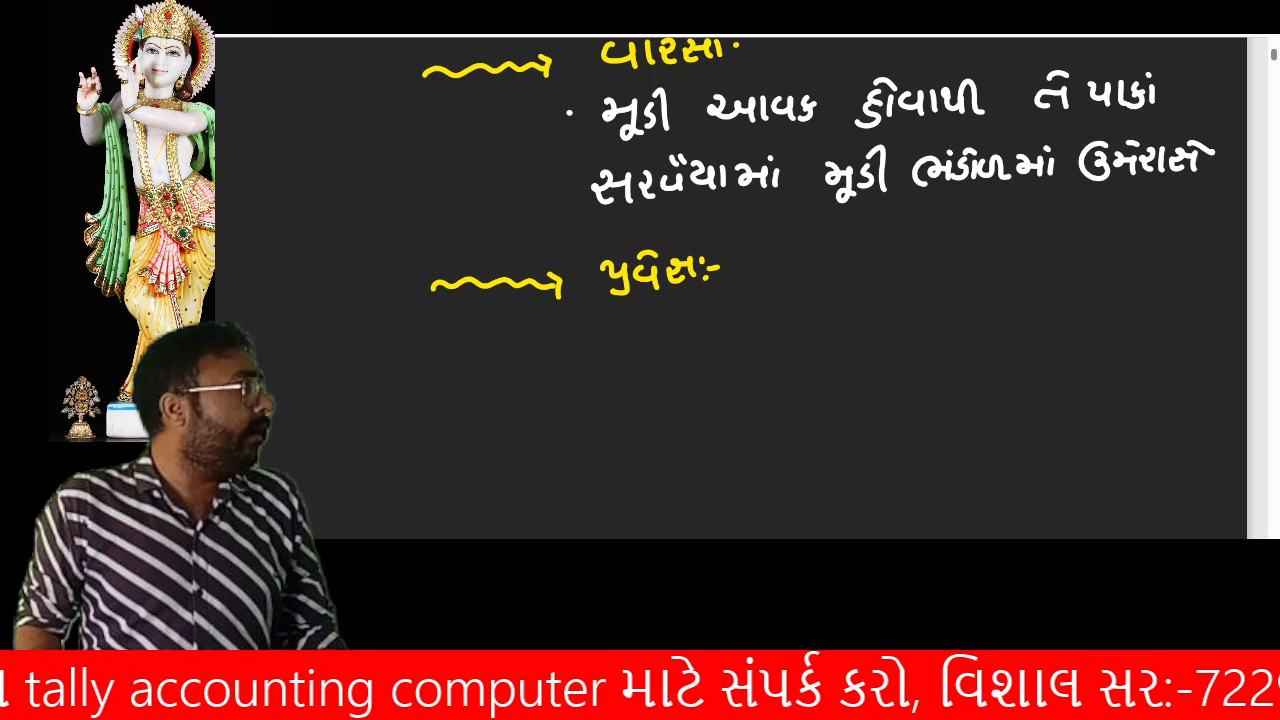 વારસો.
. મૂડી આવક હોવાથી તે પાકાં
સરવૈયામાં મૂડી ભંડોળમાં ઉમેરાસે
પ્રવેસ:-
tally accounting computer માટે સંપર્ક કરો, વિશાલ સર:-722